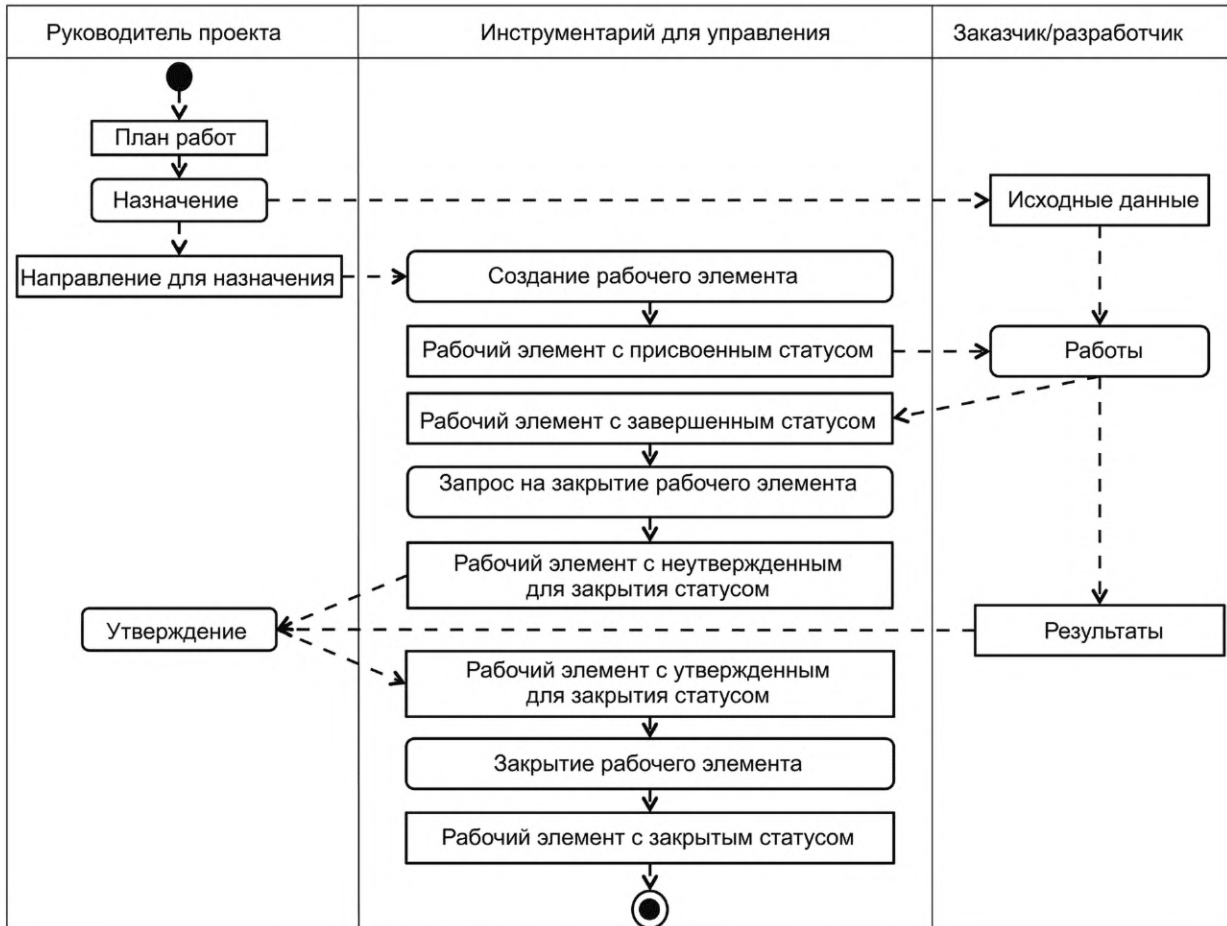 Руководитель проекта
Инструментарий для управления
Заказчик/разработчик
План работ
Назначение
Исходные данные
Направление для назначения
Создание рабочего элемента
Рабочий элемент с присвоенным статусом
Работы
Рабочий элемент с завершенным статусом
Запрос на закрытие рабочего элемента
Рабочий элемент с неутвержденным
для закрытия статусом
Утверждение
Результаты
Рабочий элемент с утвержденным
для закрытия статусом
Закрытие рабочего элемента
Рабочий элемент с закрытым статусом